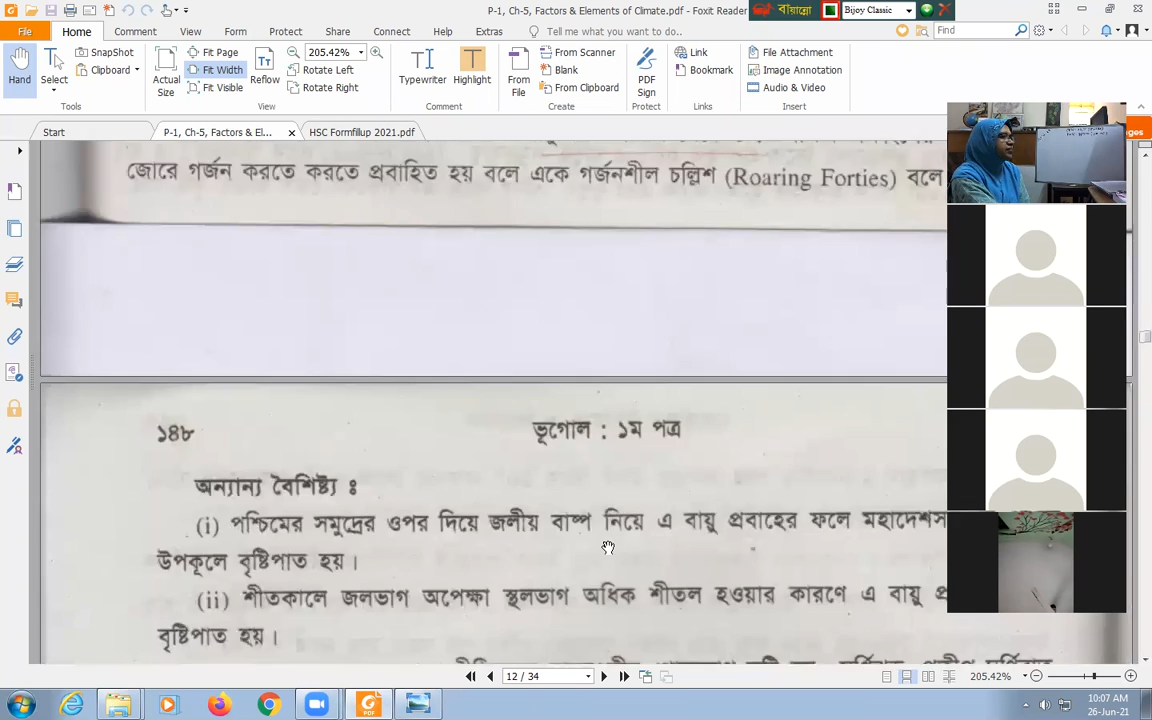 P-1, Ch-5, Factors & Elements of Climate.pdf - Foxit Reader
বাঁয়ান্নো
Bijoy Classic
File Home Comment View Form Protect Share Connect Help Extras Tell me what you want to do.. Find
Hand
Select
SnapShot
Clipboard
Actual Size
Fit Page
Fit Width
Fit Visible
Reflow
205.42%
Rotate Left
Rotate Right
Typewriter
Highlight
From File
From Scanner
Blank
From Clipboard
PDF Sign
Link
Bookmark
File Attachment
Image Annotation
Audio & Video
Tools View Comment Create Protect Links Insert
Start P-1, Ch-5, Factors & El... HSC Formfillup 2021.pdf
জোরে গর্জন করতে করতে প্রবাহিত হয় বলে একে গর্জনশীল চল্লিশ (Roaring Forties) বলে
১৪৮ ভূগোল : ১ম পত্র
অন্যান্য বৈশিষ্ট্য ঃ
(i) পশ্চিমের সমুদ্রের ওপর দিয়ে জলীয় বাষ্প নিয়ে এ বায়ু প্রবাহের ফলে মহাদেশস
উপকূলে বৃষ্টিপাত হয়।
(ii) শীতকালে জলভাগ অপেক্ষা স্থলভাগ অধিক শীতল হওয়ার কারণে এ বায়ু প্র
বৃষ্টিপাত হয়।
12 / 34
205.42%
10:07 AM
26-Jun-21